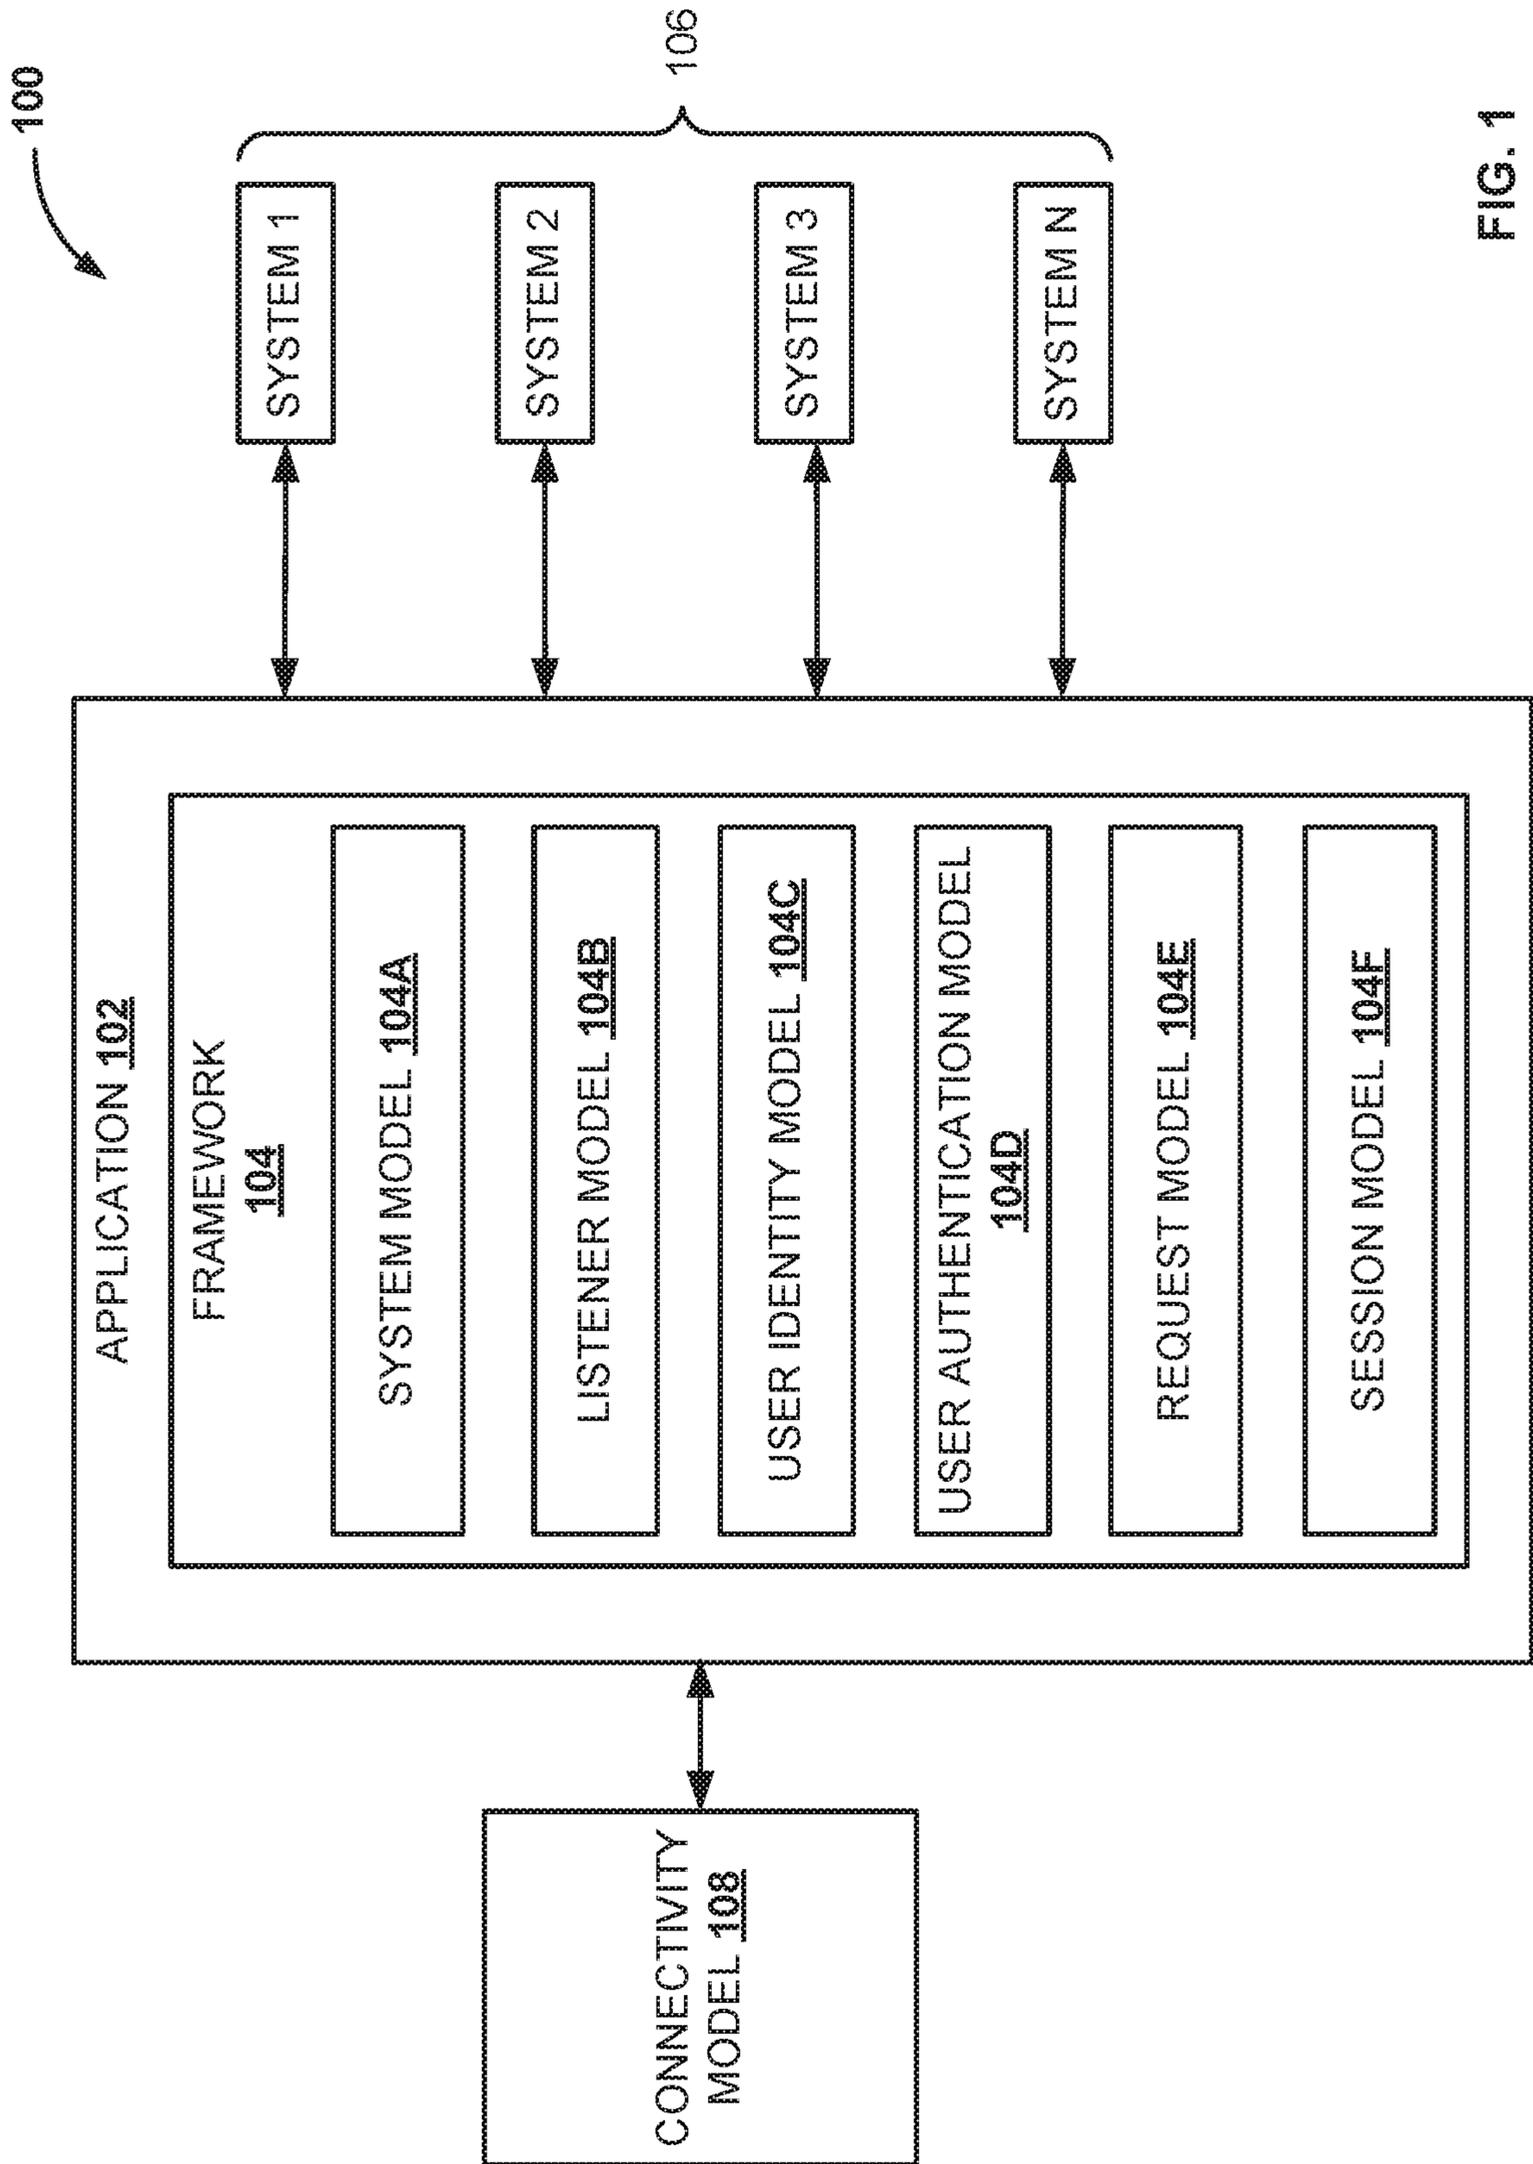 100
APPLICATION 102
FRAMEWORK
104
SYSTEM MODEL 104A
LISTENER MODEL 104B
USER IDENTITY MODEL 104C
USER AUTHENTICATION MODEL
104D
REQUEST MODEL 104E
SESSION MODEL 104F
CONNECTIVITY
MODEL 108
SYSTEM 1
SYSTEM 2
SYSTEM 3
SYSTEM N
106
FIG. 1